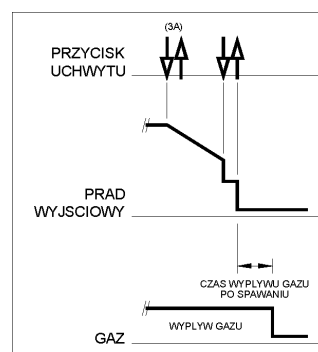 (3A)
PRZYCISK
UCHWYTU
PRAD
WYJSCIOWY
CZAS WYPLYWU GAZU
PO SPAWANIU
WYPLYW GAZU
GAZ